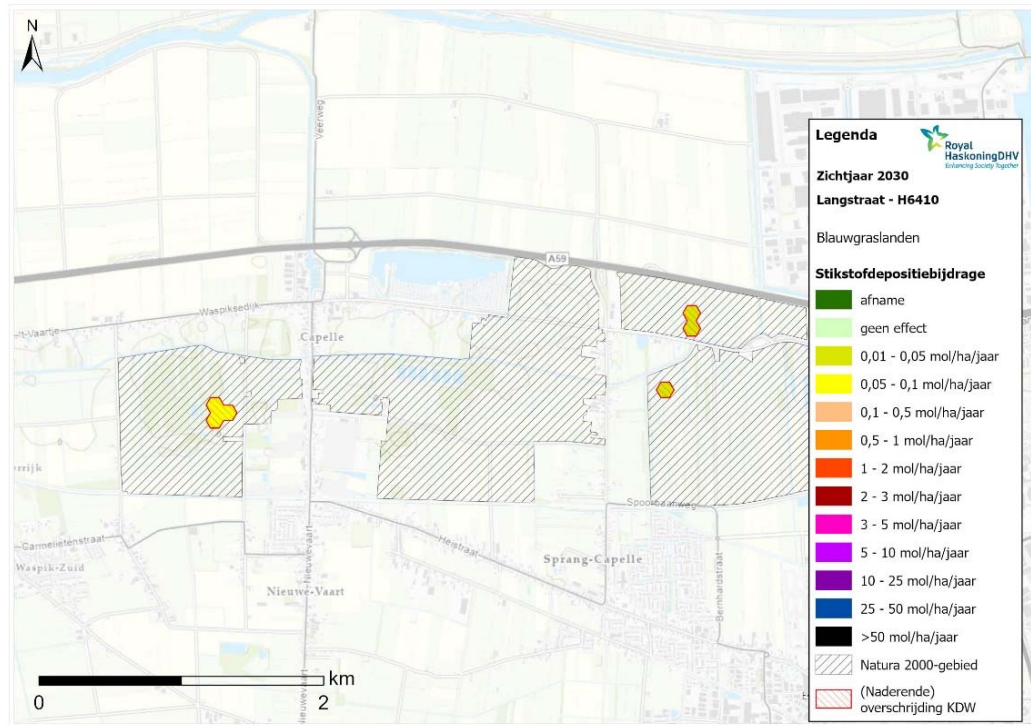 N
Veerweg
A59
't-Vaartje
Waspiksedijk
Capelle
errijk
Spoorbaanweg
Carmelietenstraat
Waspik-Zuid
Heistraat
Sprang-Capelle
Nieuwe-Vaart
Nieuwevaart
Bernhardstraat
km
0 2
Legenda
Royal
HaskoningDHV
Enhancing Society Together
Zichtjaar 2030
Langstraat - H6410
Blauwgraslanden
Stikstofdepositiebijdrage
afname
geen effect
0,01 - 0,05 mol/ha/jaar
0,05 - 0,1 mol/ha/jaar
0,1 - 0,5 mol/ha/jaar
0,5 - 1 mol/ha/jaar
1 - 2 mol/ha/jaar
2 - 3 mol/ha/jaar
3 - 5 mol/ha/jaar
5 - 10 mol/ha/jaar
10 - 25 mol/ha/jaar
25 - 50 mol/ha/jaar
>50 mol/ha/jaar
Natura 2000-gebied
(Naderende)
overschrijding KDW